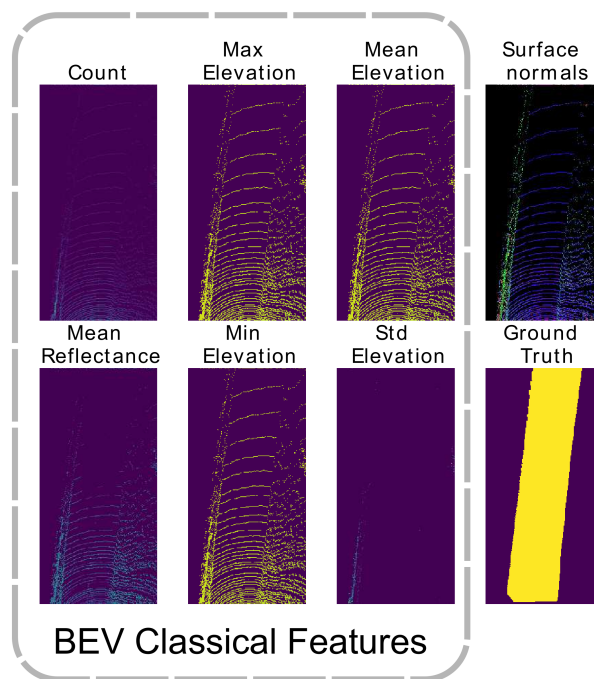 Count
Max
Elevation
Mean
Elevation
Surface
normals
Mean
Reflectance
Min
Elevation
Std
Elevation
Ground
Truth
BEV Classical Features